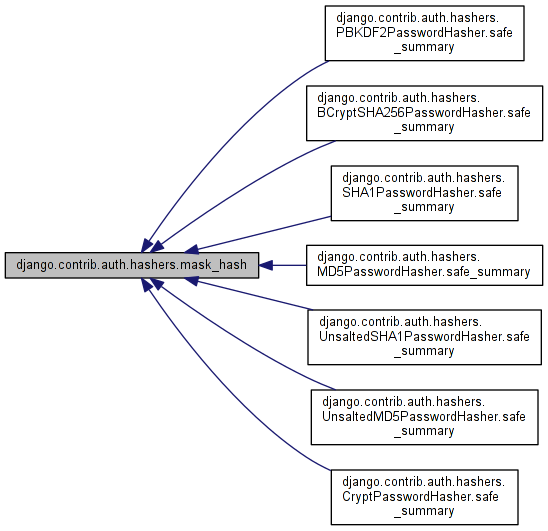 django.contrib.auth.hashers.
PBKDF2PasswordHasher.safe
_summary
django.contrib.auth.hashers.
BCryptSHA256PasswordHasher.safe
_summary
django.contrib.auth.hashers.
SHA1PasswordHasher.safe
_summary
django.contrib.auth.hashers.mask_hash
django.contrib.auth.hashers.
MD5PasswordHasher.safe_summary
django.contrib.auth.hashers.
UnsaltedSHA1PasswordHasher.safe
_summary
django.contrib.auth.hashers.
UnsaltedMD5PasswordHasher.safe
_summary
django.contrib.auth.hashers.
CryptPasswordHasher.safe
_summary